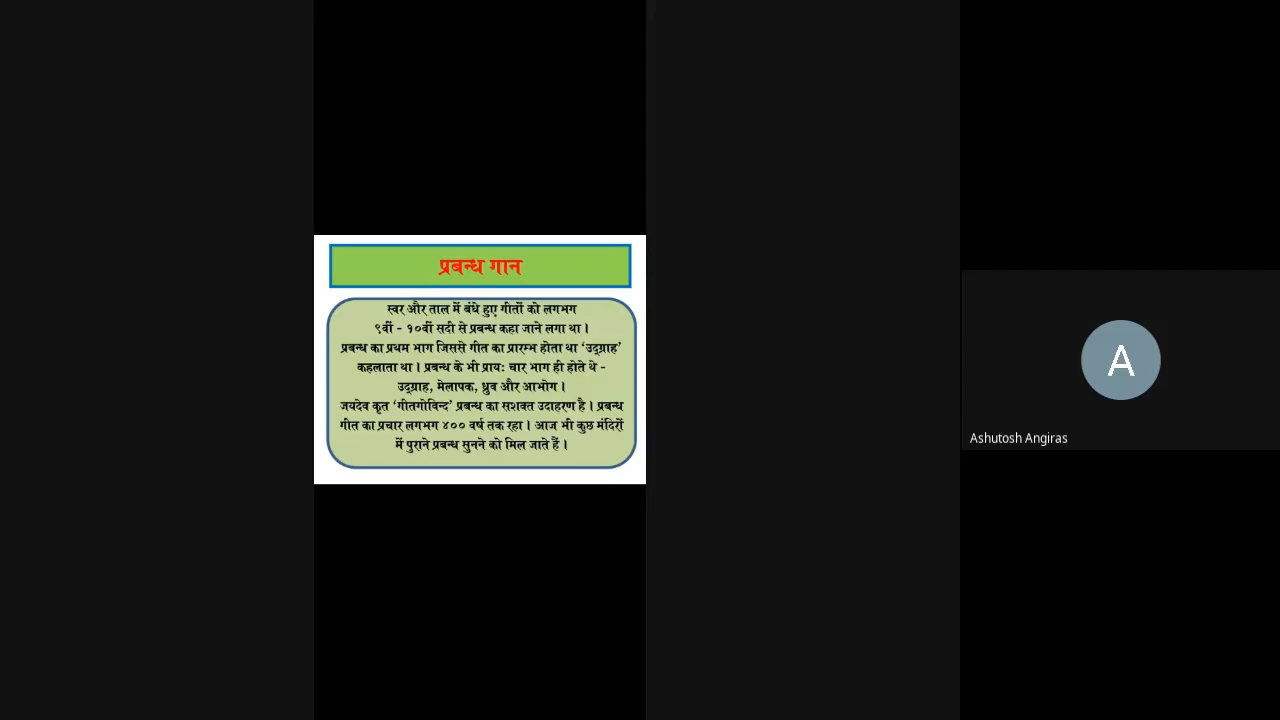 प्रबन्ध गान
स्वर और ताल में बंधे हुए गीतों को लगभग
९वीं - १०वीं सदी से प्रबन्ध कहा जाने लगा था ।
प्रबन्ध का प्रथम भाग जिससे गीत का प्रारम्भ होता था ‘उद्ग्राह’
कहलाता था । प्रबन्ध के भी प्राय: चार भाग ही होते थे -
उद्ग्राह, मेलापक, ध्रुव और आभोग ।
जयदेव कृत ‘गीतगोविन्द’ प्रबन्ध का सशक्त उदाहरण है । प्रबन्ध
गीत का प्रचार लगभग ४०० वर्ष तक रहा । आज भी कुछ मंदिरों
में पुराने प्रबन्ध सुनने को मिल जाते हैं ।
A
Ashutosh Angiras